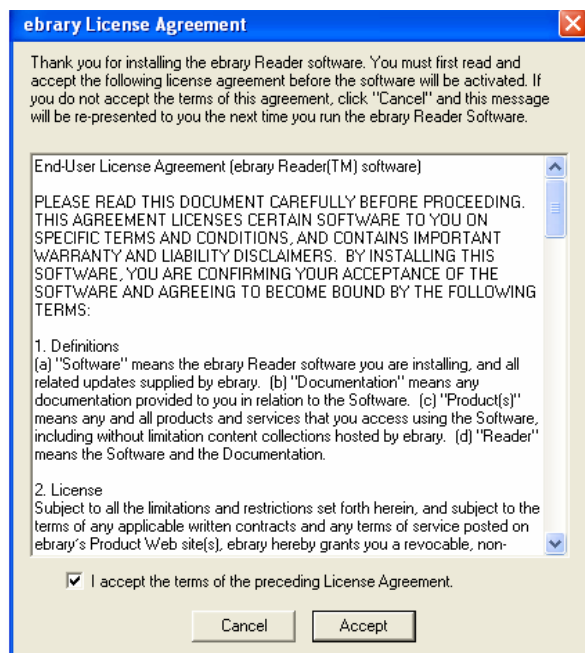 ebrary License Agreement
Thank you for installing the ebrary Reader software. You must first read and
accept the following license agreement before the software will be activated. If
you do not accept the terms of this agreement, click "Cancel" and this message
will be re-presented to you the next time you run the ebrary Reader Software.
End-User License Agreement (ebrary Reader(TM) software)
PLEASE READ THIS DOCUMENT CAREFULLY BEFORE PROCEEDING.
THIS AGREEMENT LICENSES CERTAIN SOFTWARE TO YOU ON
SPECIFIC TERMS AND CONDITIONS, AND CONTAINS IMPORTANT
WARRANTY AND LIABILITY DISCLAIMERS.  BY INSTALLING THIS
SOFTWARE, YOU ARE CONFIRMING YOUR ACCEPTANCE OF THE
SOFTWARE AND AGREEING TO BECOME BOUND BY THE FOLLOWING
TERMS:
1. Definitions
(a) "Software" means the ebrary Reader software you are installing, and all
related updates supplied by ebrary.  (b) "Documentation" means any
documentation provided to you in relation to the Software.  (c) "Product(s)"
means any and all products and services that you access using the Software,
including without limitation content collections hosted by ebrary.  (d) "Reader"
means the Software and the Documentation.
2. License
Subject to all the limitations and restrictions set forth herein, and subject to the
terms of any applicable written contracts and any terms of service posted on
ebrary's Product Web site(s), ebrary hereby grants you a revocable, non-
I accept the terms of the preceding License Agreement.
Cancel
Accept